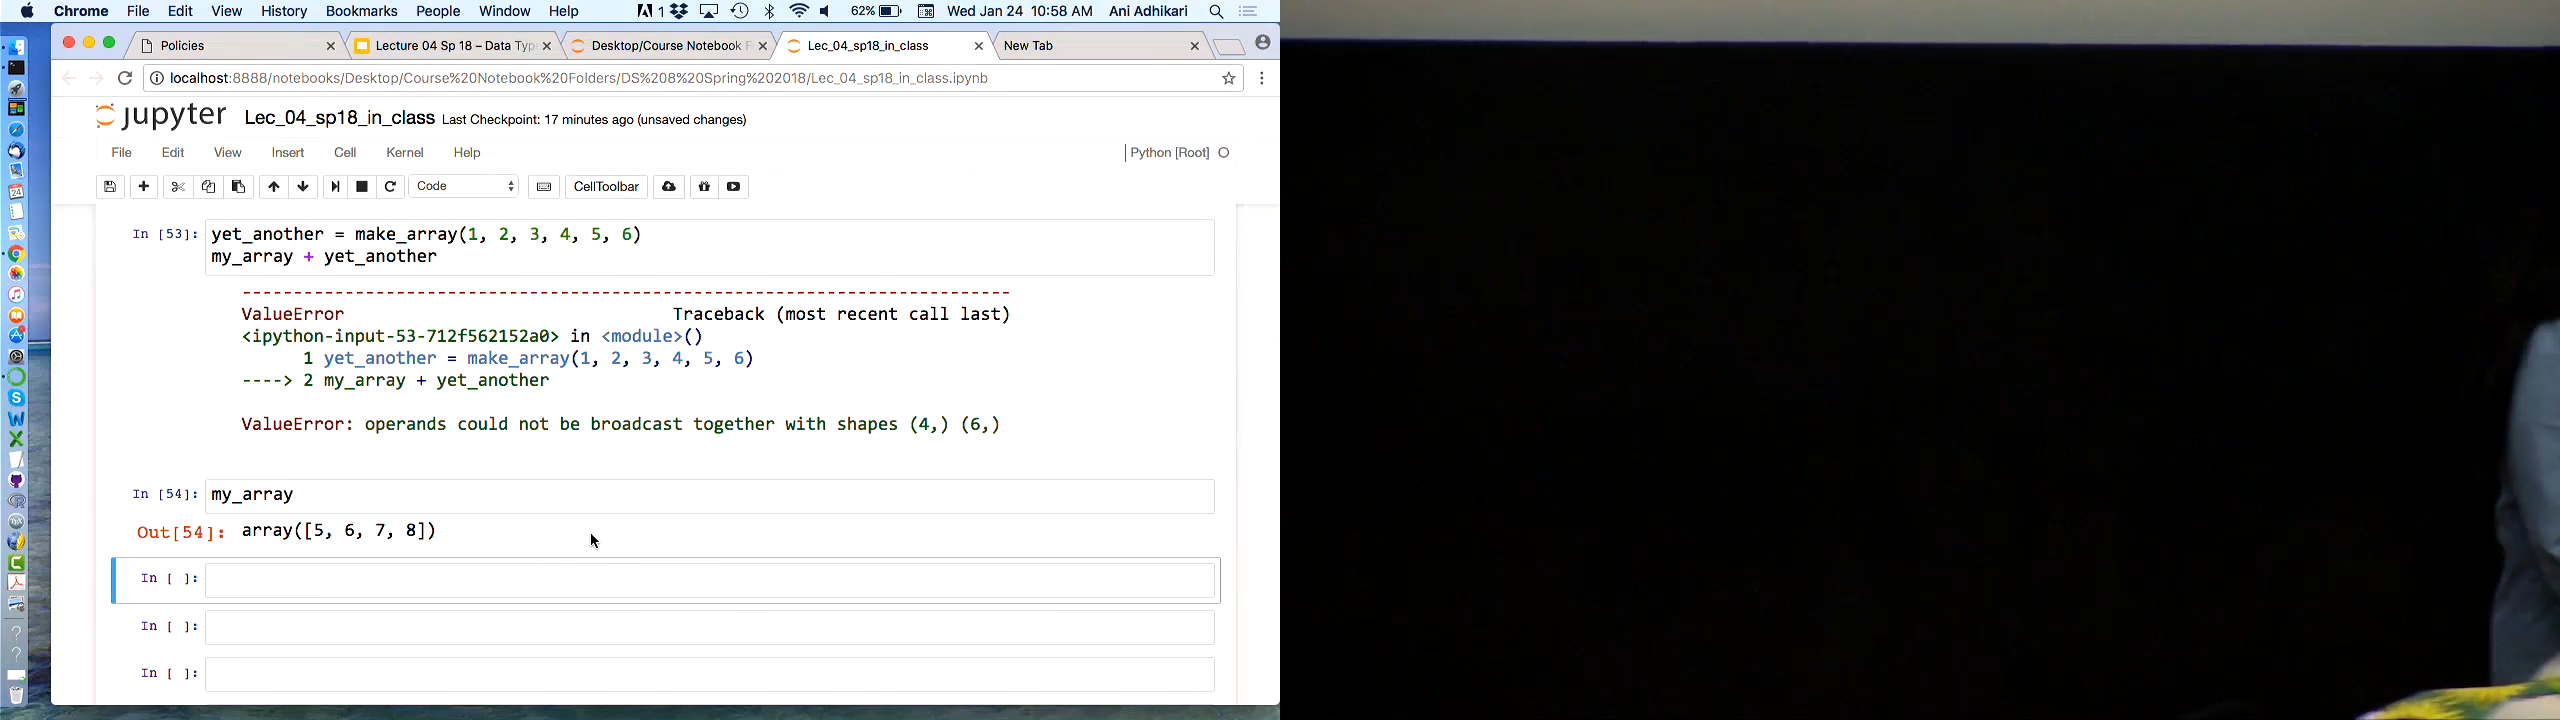 Chrome File Edit View History Bookmarks People Window Help 1 62% Wed Jan 24 10:58 AM Ani Adhikari
Policies Lecture 04 Sp 18 – Data Typ Desktop/Course Notebook F Lec_04_sp18_in_class New Tab
localhost:8888/notebooks/Desktop/Course%20Notebook%20Folders/DS%208%20Spring%202018/Lec_04_sp18_in_class.ipynb
jupyter Lec_04_sp18_in_class Last Checkpoint: 17 minutes ago (unsaved changes)
File Edit View Insert Cell Kernel Help Python [Root]
Code CellToolbar
In [53]: yet_another = make_array(1, 2, 3, 4, 5, 6)
my_array + yet_another
---------------------------------------------------------------------------
ValueError Traceback (most recent call last)
<ipython-input-53-712f562152a0> in <module>()
1 yet_another = make_array(1, 2, 3, 4, 5, 6)
----> 2 my_array + yet_another
ValueError: operands could not be broadcast together with shapes (4,) (6,)
In [54]: my_array
Out[54]: array([5, 6, 7, 8])
In [ ]:
In [ ]:
In [ ]: